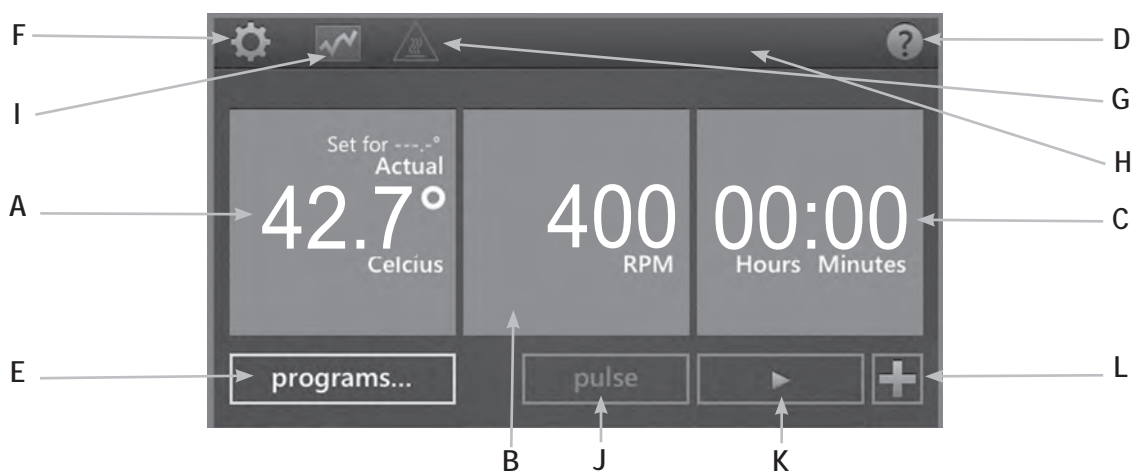 F
D
I
G
H
?
Set for ---.-°
Actual
A
42.7°
Celcius
400
RPM
00:00
Hours Minutes
C
E
programs...
pulse
L
B
J
K